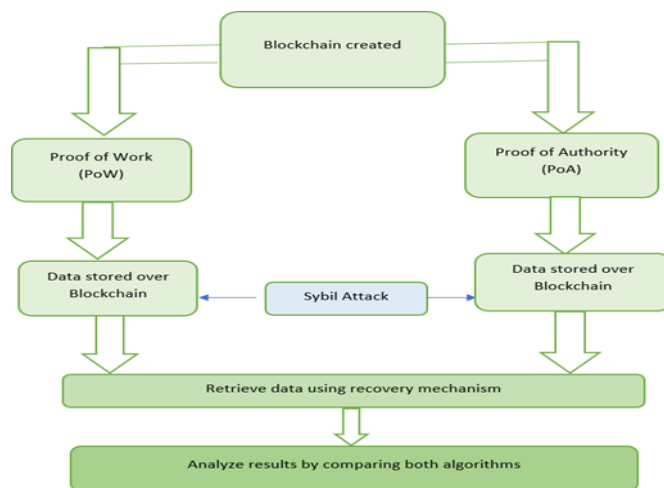 Blockchain created
Proof of Work
(PoW)
Proof of Authority
(PoA)
Data stored over
Blockchain
Sybil Attack
Data stored over
Blockchain
Retrieve data using recovery mechanism
Analyze results by comparing both algorithms